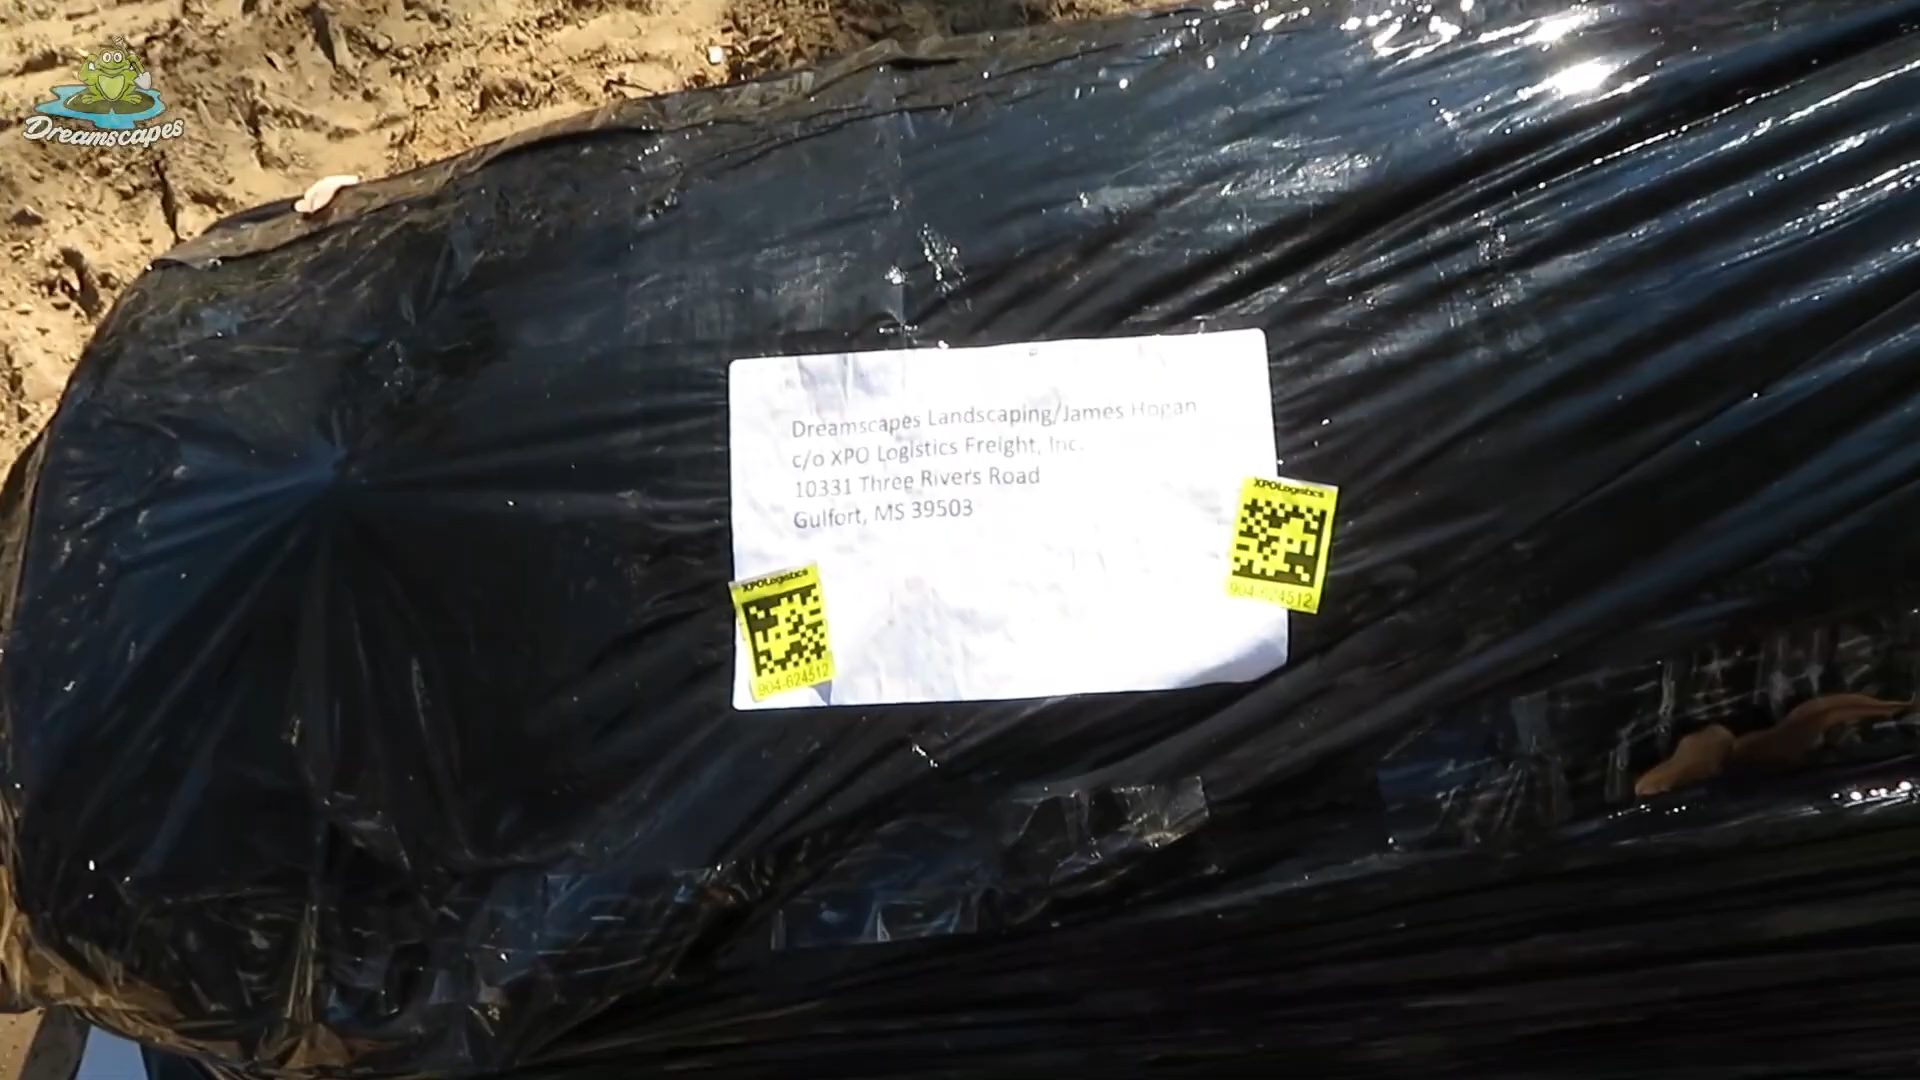 Dreamscapes
Dreamscapes Landscaping/James Hogan
c/o XPO Logistics Freight, Inc.
10331 Three Rivers Road
Gulfort, MS 39503
XPOLogistics
904-624512
XPOLogistics
904-624512